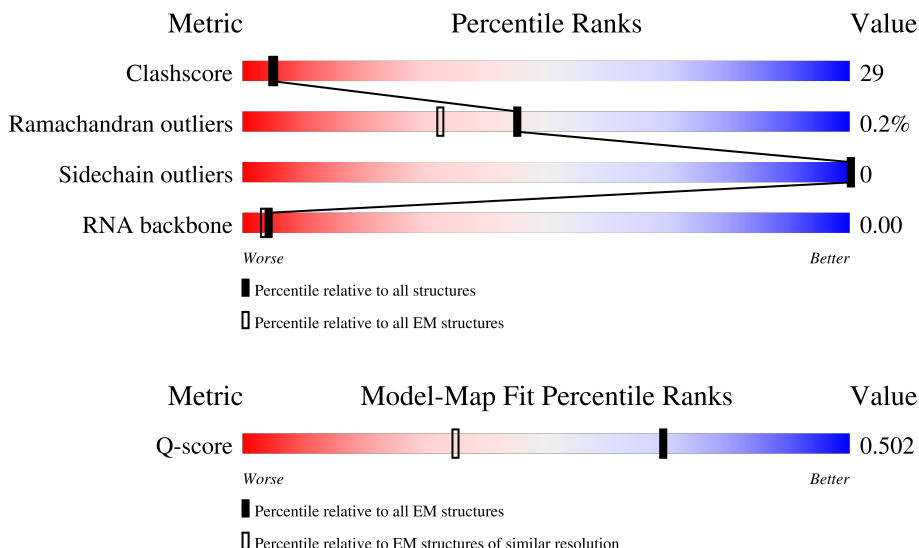 Metric Percentile Ranks Value
Clashscore 29
Ramachandran outliers 0.2%
Sidechain outliers 0
RNA backbone 0.00
Worse Better
Percentile relative to all structures
Percentile relative to all EM structures
Metric Model-Map Fit Percentile Ranks Value
Q-score 0.502
Worse Better
Percentile relative to all EM structures
Percentile relative to EM structures of similar resolution